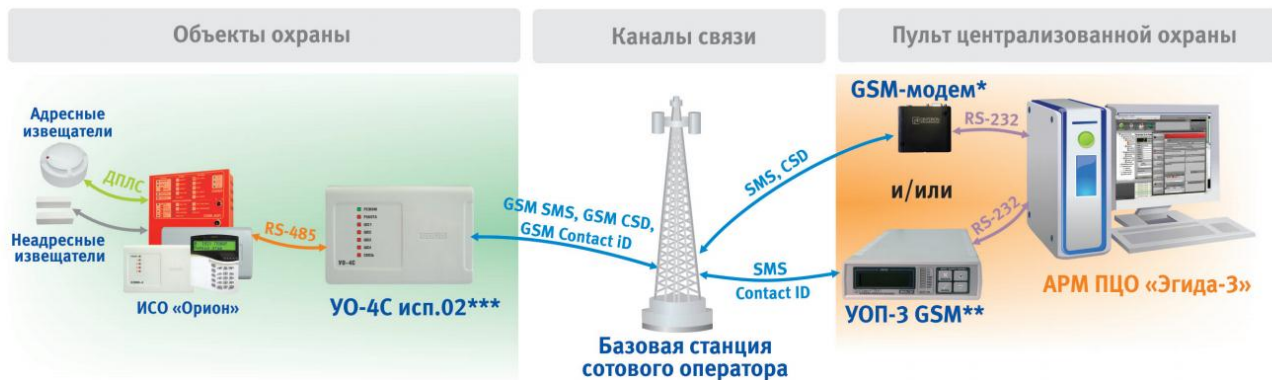 Объекты охраны
Каналы связи
Пульт централизованной охраны
Адресные
извещатели
ДПЛС
Неадресные
извещатели
ИСО «Орион»
RS-485
УО-4С
УО-4С исп.02***
GSM SMS, GSM CSD,
GSM Contact iD
Базовая станция
сотового оператора
SMS, CSD
SMS
Contact ID
GSM-модем*
RS-232
и/или
RS-232
УОП-3 GSM**
АРМ ПЦО «Эгида-3»